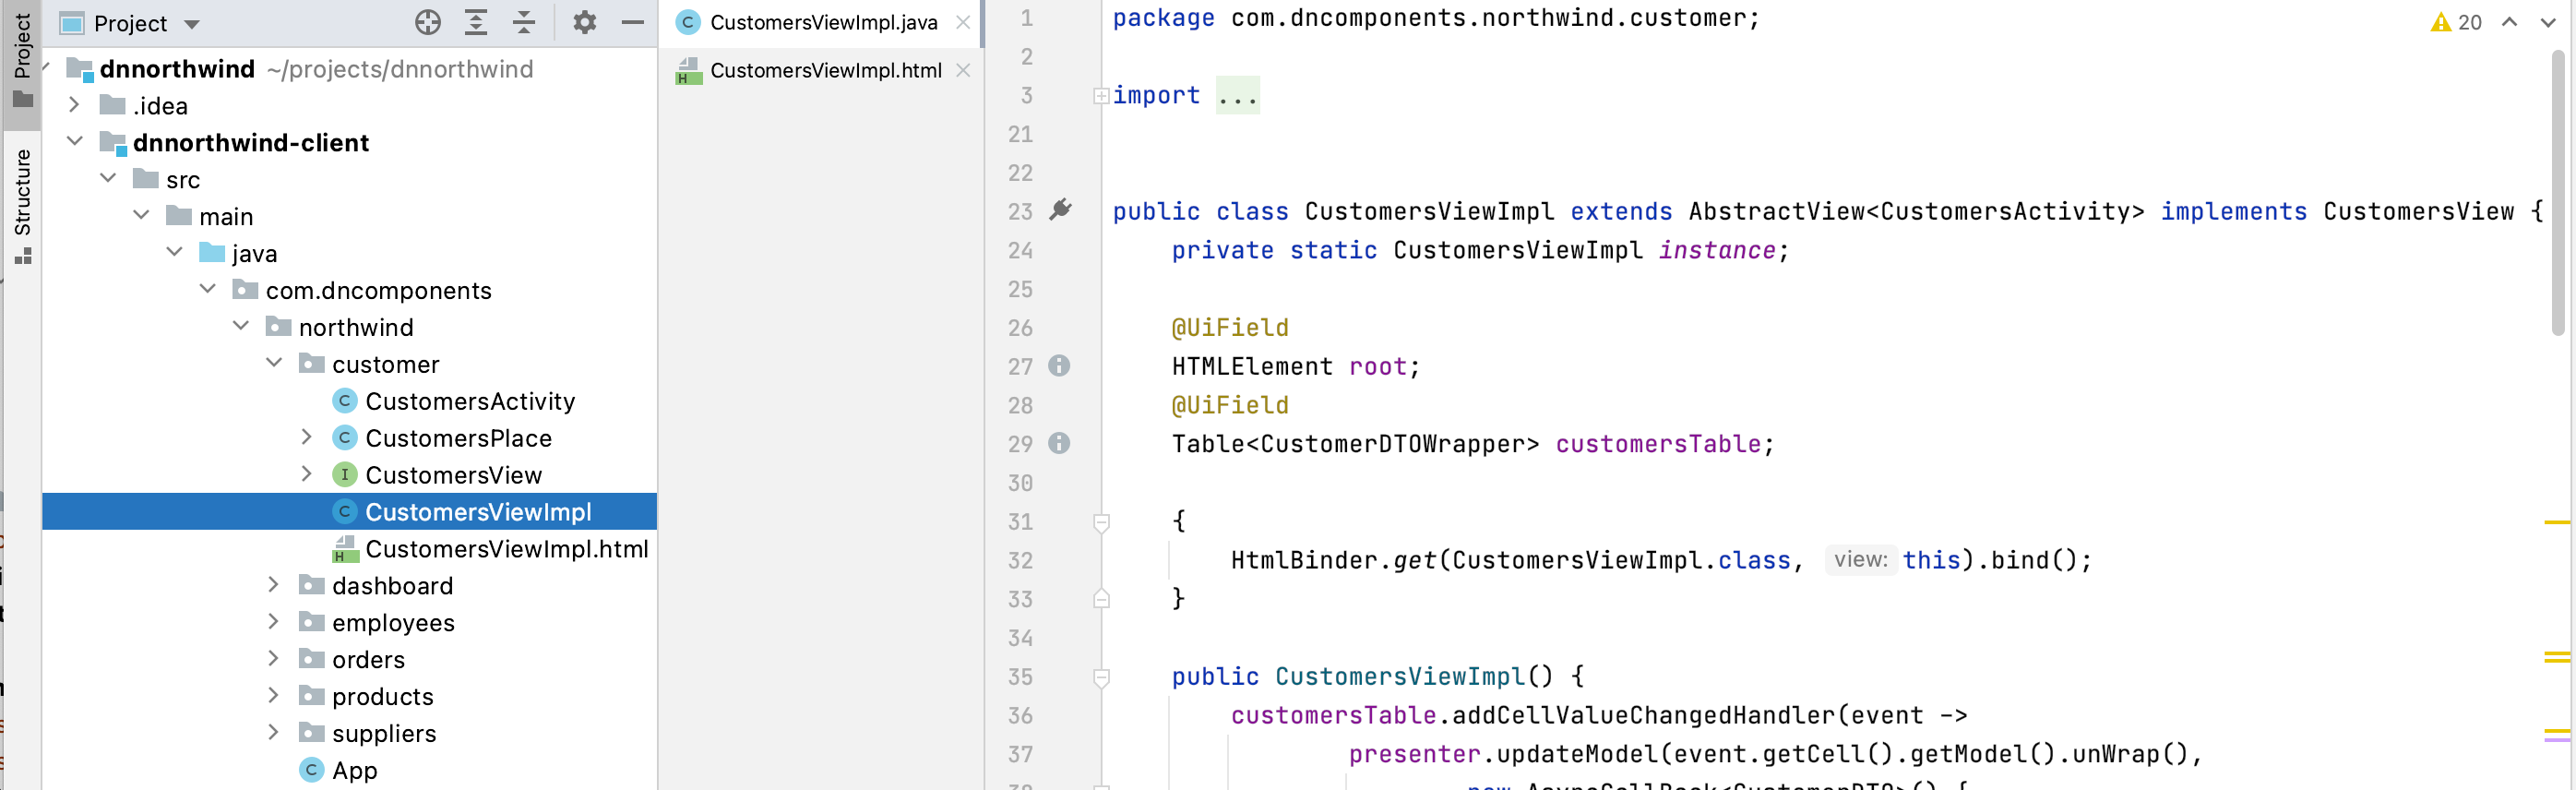 Project
Structure
Project
dnnorthwind ~/projects/dnnorthwind
.idea
dnnorthwind-client
src
main
java
com.dncomponents
northwind
customer
CustomersActivity
CustomersPlace
CustomersView
CustomersViewImpl
CustomersViewImpl.html
dashboard
employees
orders
products
suppliers
App
CustomersViewImpl.java
CustomersViewImpl.html
20
1 package com.dncomponents.northwind.customer;
2
3 import ...
21
22
23 public class CustomersViewImpl extends AbstractView<CustomersActivity> implements CustomersView {
24 private static CustomersViewImpl instance;
25
26 @UiField
27 HTMLElement root;
28 @UiField
29 Table<CustomerDTOWrapper> customersTable;
30
31 {
32 HtmlBinder.get(CustomersViewImpl.class, view: this).bind();
33 }
34
35 public CustomersViewImpl() {
36 customersTable.addCellValueChangedHandler(event ->
37 presenter.updateModel(event.getCell().getModel().unWrap(),